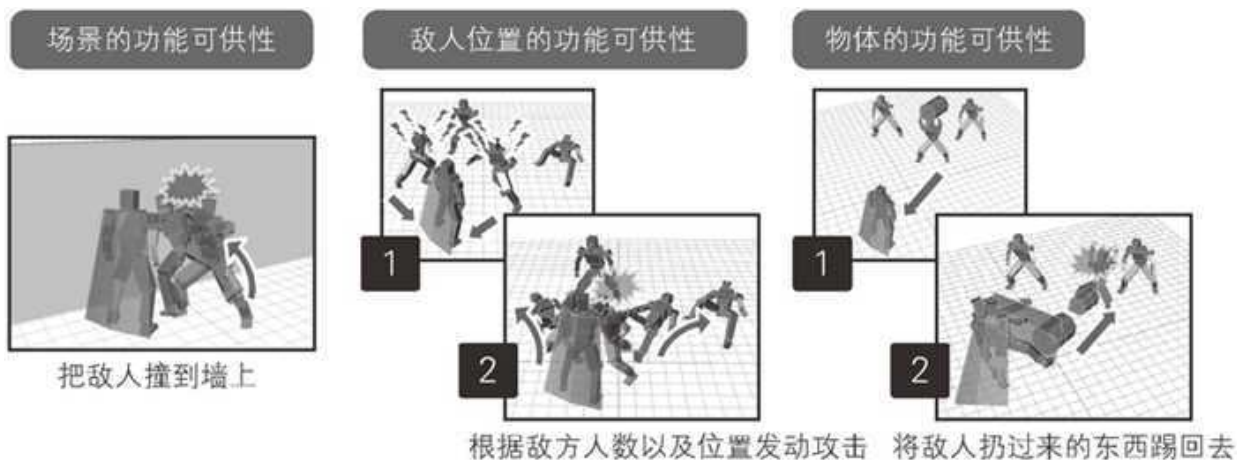 场景的功能可供性
敌人位置的功能可供性
物体的功能可供性
1
2
1
2
把敌人撞到墙上
根据敌方人数以及位置发动攻击
将敌人扔过来的东西踢回去